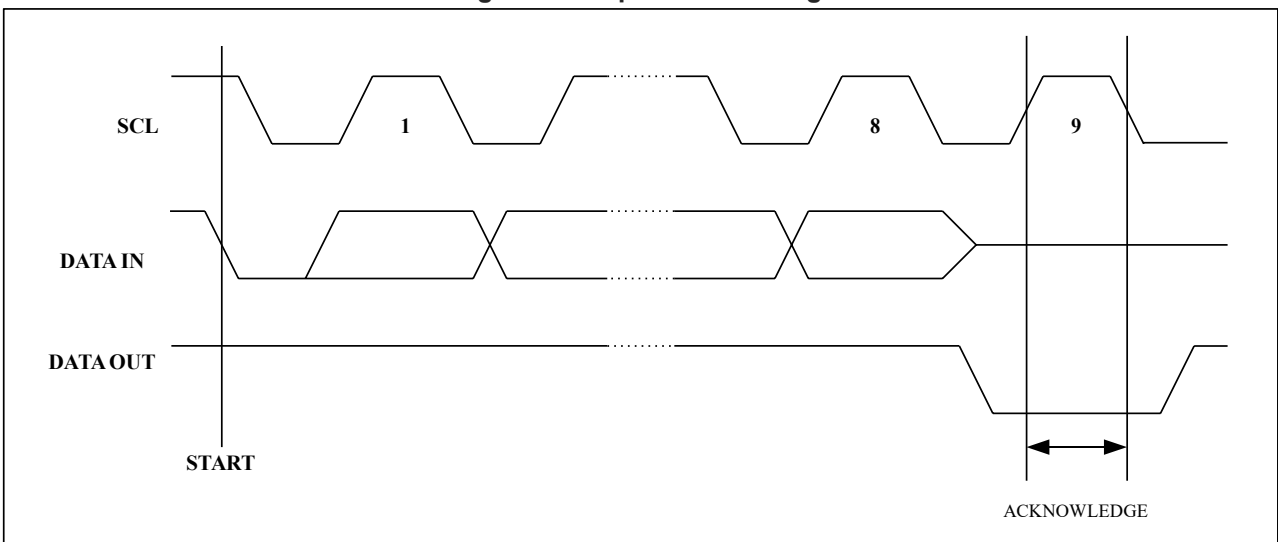 SCL
1
8
9
DATA IN
DATA OUT
START
ACKNOWLEDGE